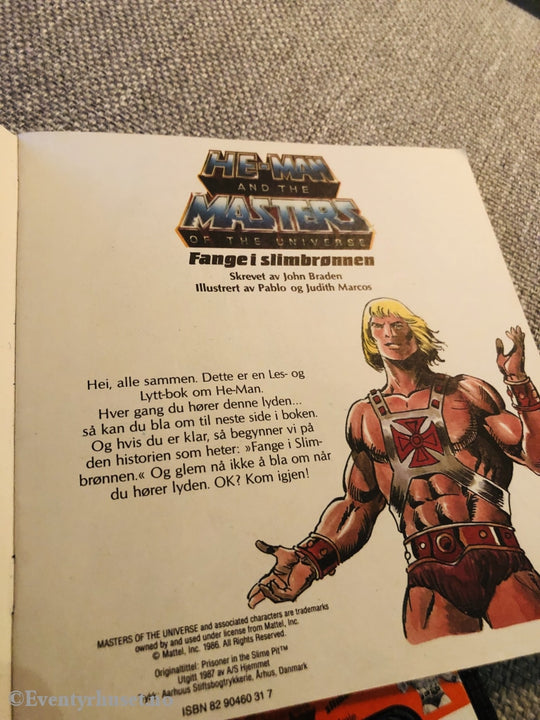 HE-MAN
AND THE
MASTERS
OF THE UNIVERSE
Fange i slimbrønnen
Skrevet av John Braden
Illustrert av Pablo og Judith Marcos
Hei, alle sammen. Dette er en Les- og
Lytt-bok om He-Man.
Hver gang du hører denne lyden...
så kan du bla om til neste side i boken.
Og hvis du er klar, så begynner vi på
den historien som heter: »Fange i Slim-
brønnen.« Og glem nå ikke å bla om når
du hører lyden. OK? Kom igjen!
MASTERS OF THE UNIVERSE and associated characters are trademarks
owned by and used under license from Mattel, Inc.
© Mattel, Inc. 1986. All Rights Reserved.
Originaltittel: Prisoner in the Slime Pit™
Utgitt 1987 av A/S Hjemmet
Aarhuus Stiftsbogtrykkerie, Århus, Danmark
ISBN 82 90460 31 7